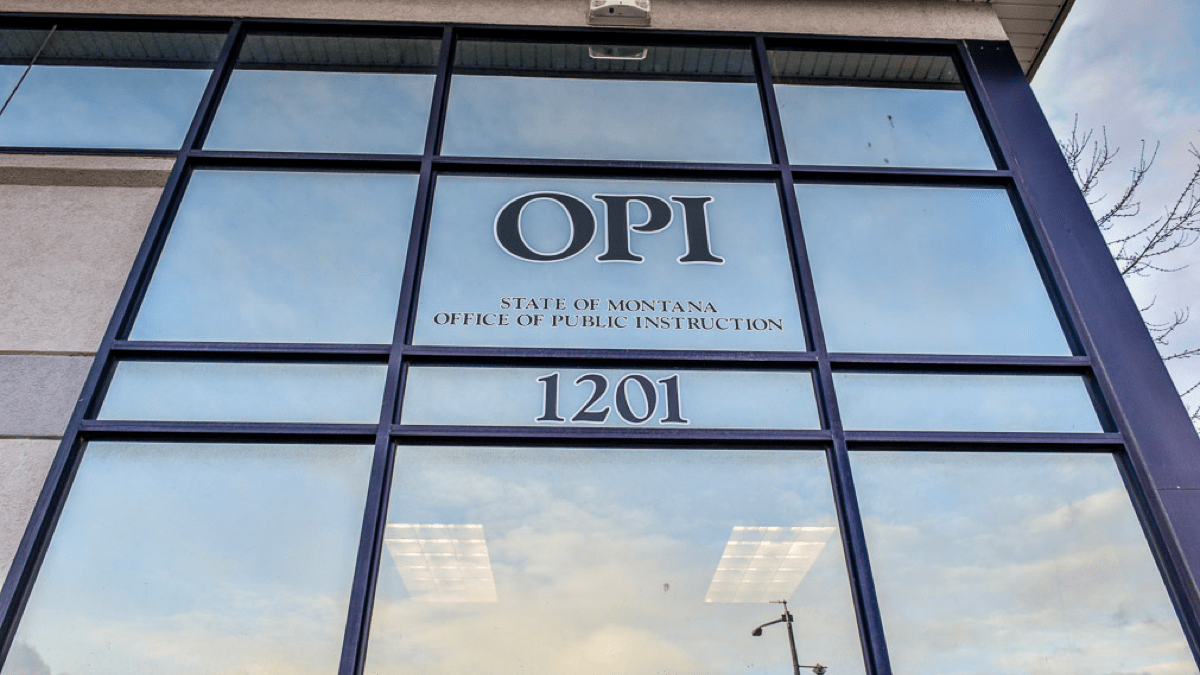 OPI
STATE OF MONTANA
OFFICE OF PUBLIC INSTRUCTION
1201